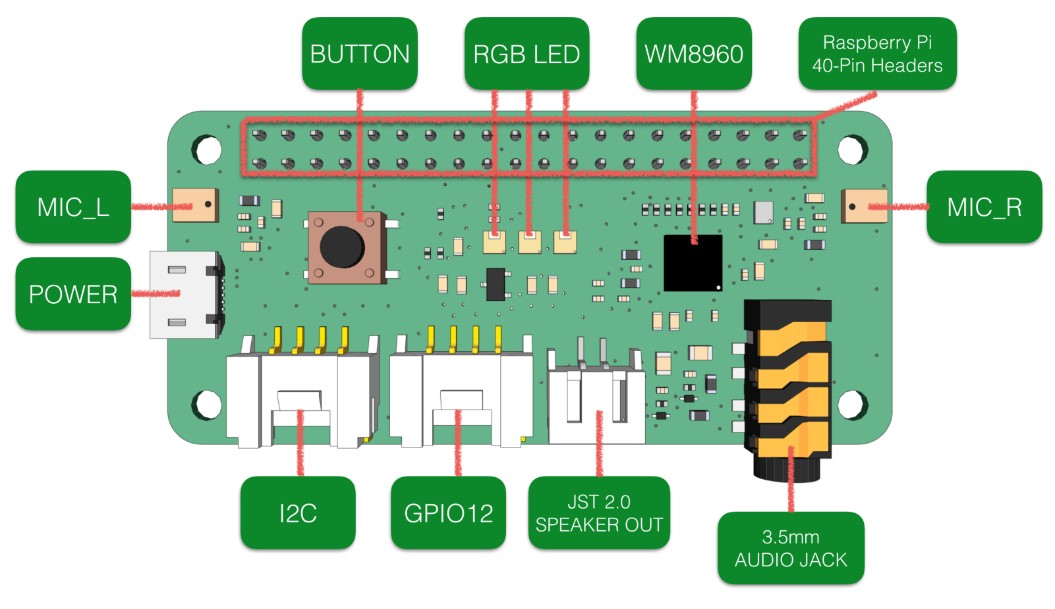 BUTTON
RGB LED
WM8960
Raspberry Pi
40-Pin Headers
MIC_L
MIC_R
POWER
I2C
GPIO12
JST 2.0
SPEAKER OUT
3.5mm
AUDIO JACK